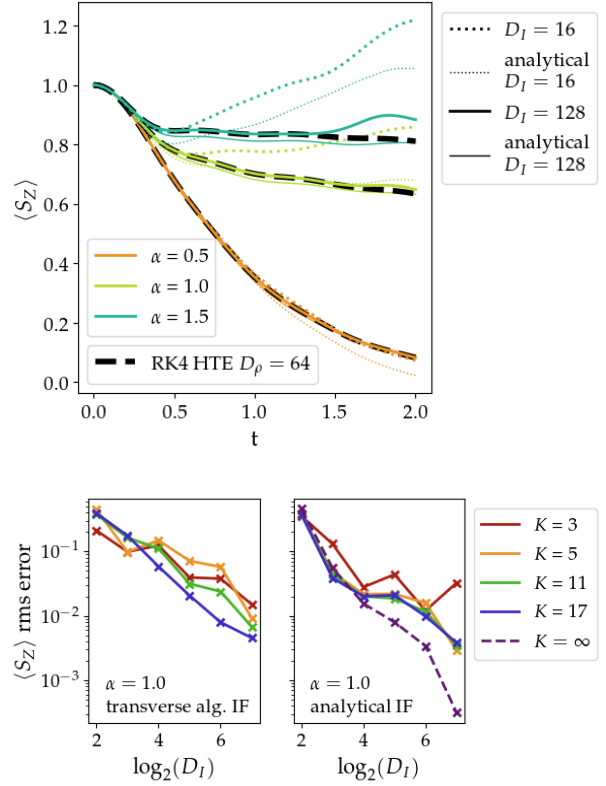 1.2
1.0
0.8
0.6
0.4
0.2
0.0
⟨S_Z⟩
α = 0.5
α = 1.0
α = 1.5
RK4 HTE D_ρ = 64
0.0 0.5 1.0 1.5 2.0
t
D_I = 16
analytical
D_I = 16
D_I = 128
analytical
D_I = 128
10⁻¹
10⁻²
10⁻³
⟨S_Z⟩ rms error
α = 1.0
transverse alg. IF
2 4 6
log₂(D_I)
α = 1.0
analytical IF
2 4 6
log₂(D_I)
K = 3
K = 5
K = 11
K = 17
K = ∞